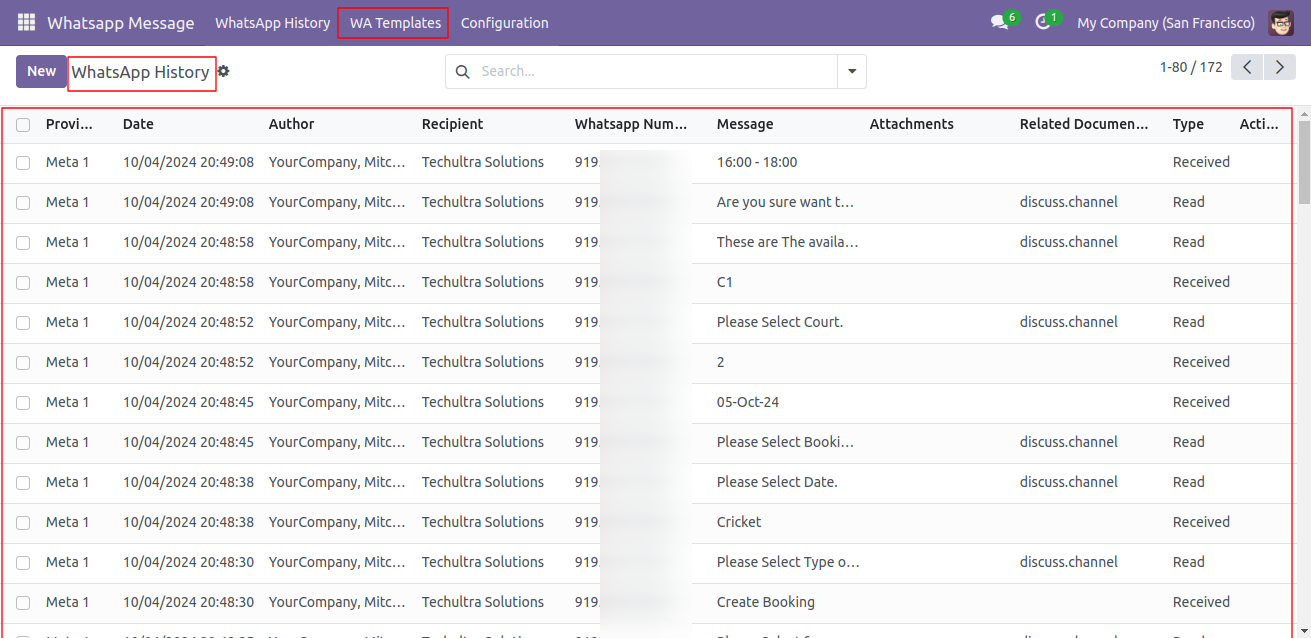 Whatsapp Message WhatsApp History WA Templates Configuration 6 1 My Company (San Francisco)
New WhatsApp History Search... 1-80 / 172
Provi... Date Author Recipient Whatsapp Num... Message Attachments Related Documen... Type Acti...
Meta 1 10/04/2024 20:49:08 YourCompany, Mitc... Techultra Solutions 919 16:00 - 18:00 Received
Meta 1 10/04/2024 20:49:08 YourCompany, Mitc... Techultra Solutions 919 Are you sure want t... discuss.channel Read
Meta 1 10/04/2024 20:48:58 YourCompany, Mitc... Techultra Solutions 919 These are The availa... discuss.channel Read
Meta 1 10/04/2024 20:48:58 YourCompany, Mitc... Techultra Solutions 919 C1 Received
Meta 1 10/04/2024 20:48:52 YourCompany, Mitc... Techultra Solutions 919 Please Select Court. discuss.channel Read
Meta 1 10/04/2024 20:48:52 YourCompany, Mitc... Techultra Solutions 919 2 Received
Meta 1 10/04/2024 20:48:45 YourCompany, Mitc... Techultra Solutions 919 05-Oct-24 Received
Meta 1 10/04/2024 20:48:45 YourCompany, Mitc... Techultra Solutions 919 Please Select Booki... discuss.channel Read
Meta 1 10/04/2024 20:48:38 YourCompany, Mitc... Techultra Solutions 919 Please Select Date. discuss.channel Read
Meta 1 10/04/2024 20:48:38 YourCompany, Mitc... Techultra Solutions 919 Cricket Received
Meta 1 10/04/2024 20:48:30 YourCompany, Mitc... Techultra Solutions 919 Please Select Type o... discuss.channel Read
Meta 1 10/04/2024 20:48:30 YourCompany, Mitc... Techultra Solutions 919 Create Booking Received